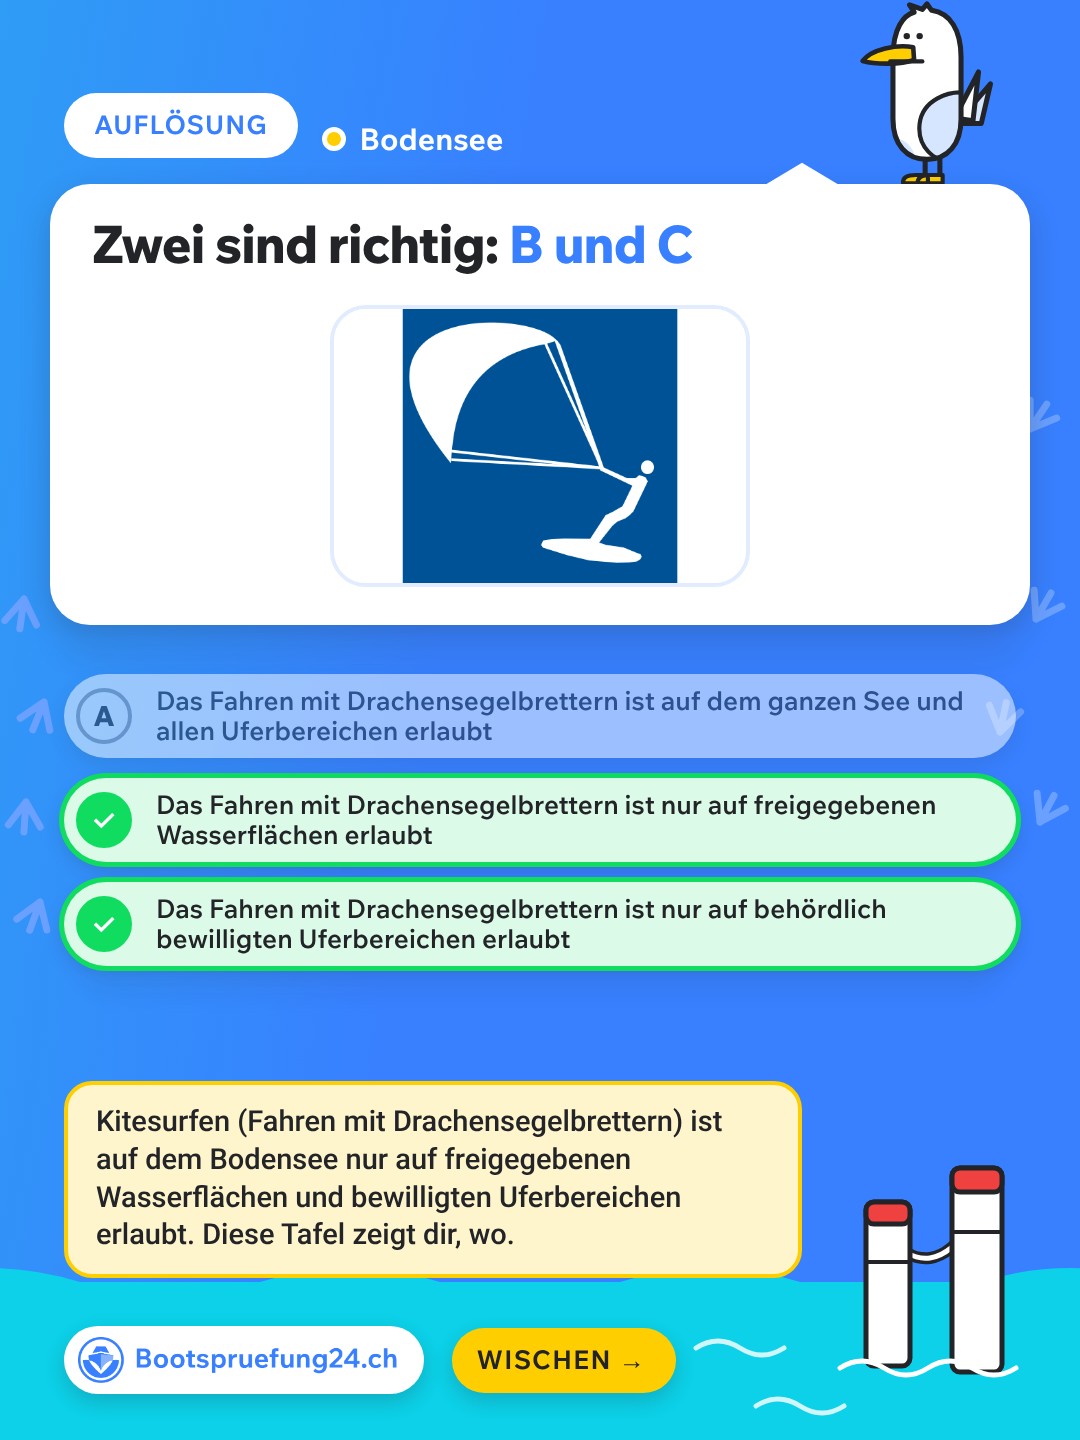 AUFLÖSUNG
Bodensee
Zwei sind richtig: B und C
A
Das Fahren mit Drachensegelbrettern ist auf dem ganzen See und
allen Uferbereichen erlaubt
Das Fahren mit Drachensegelbrettern ist nur auf freigegebenen
Wasserflächen erlaubt
Das Fahren mit Drachensegelbrettern ist nur auf behördlich
bewilligten Uferbereichen erlaubt
Kitesurfen (Fahren mit Drachensegelbrettern) ist
auf dem Bodensee nur auf freigegebenen
Wasserflächen und bewilligten Uferbereichen
erlaubt. Diese Tafel zeigt dir, wo.
Bootspruefung24.ch
WISCHEN →